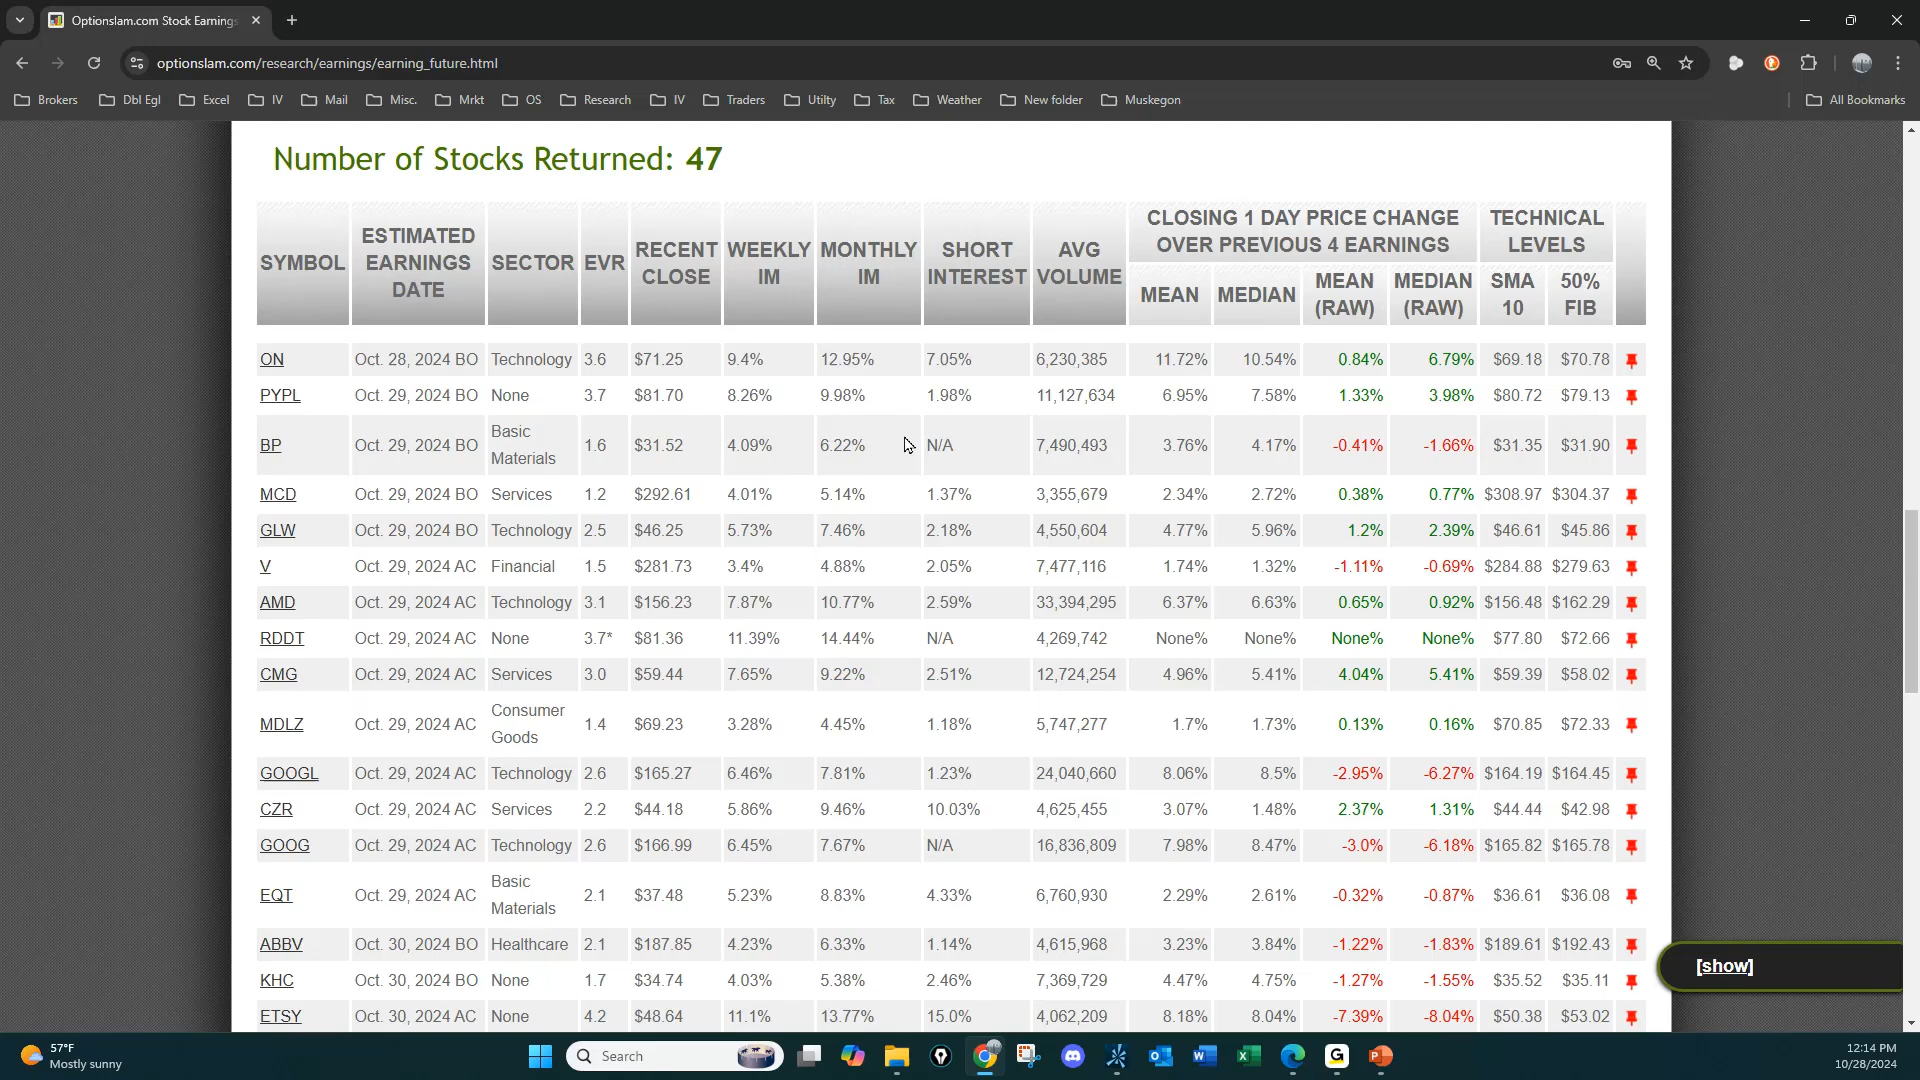 Optionslam.com Stock Earnings
optionslam.com/research/earnings/earning_future.html
Brokers Dbl Egl Excel IV Mail Misc. Mrkt OS Research IV Traders Utilty Tax Weather New folder Muskegon All Bookmarks
Number of Stocks Returned: 47
SYMBOL ESTIMATED EARNINGS DATE SECTOR EVR RECENT CLOSE WEEKLY IM MONTHLY IM SHORT INTEREST AVG VOLUME CLOSING 1 DAY PRICE CHANGE OVER PREVIOUS 4 EARNINGS TECHNICAL LEVELS
MEAN MEDIAN MEAN (RAW) MEDIAN (RAW) SMA 10 50% FIB
ON Oct. 28, 2024 BO Technology 3.6 $71.25 9.4% 12.95% 7.05% 6,230,385 11.72% 10.54% 0.84% 6.79% $69.18 $70.78
PYPL Oct. 29, 2024 BO None 3.7 $81.70 8.26% 9.98% 1.98% 11,127,634 6.95% 7.58% 1.33% 3.98% $80.72 $79.13
BP Oct. 29, 2024 BO Basic Materials 1.6 $31.52 4.09% 6.22% N/A 7,490,493 3.76% 4.17% -0.41% -1.66% $31.35 $31.90
MCD Oct. 29, 2024 BO Services 1.2 $292.61 4.01% 5.14% 1.37% 3,355,679 2.34% 2.72% 0.38% 0.77% $308.97 $304.37
GLW Oct. 29, 2024 BO Technology 2.5 $46.25 5.73% 7.46% 2.18% 4,550,604 4.77% 5.96% 1.2% 2.39% $46.61 $45.86
V Oct. 29, 2024 AC Financial 1.5 $281.73 3.4% 4.88% 2.05% 7,477,116 1.74% 1.32% -1.11% -0.69% $284.88 $279.63
AMD Oct. 29, 2024 AC Technology 3.1 $156.23 7.87% 10.77% 2.59% 33,394,295 6.37% 6.63% 0.65% 0.92% $156.48 $162.29
RDDT Oct. 29, 2024 AC None 3.7* $81.36 11.39% 14.44% N/A 4,269,742 None% None% None% None% $77.80 $72.66
CMG Oct. 29, 2024 AC Services 3.0 $59.44 7.65% 9.22% 2.51% 12,724,254 4.96% 5.41% 4.04% 5.41% $59.39 $58.02
MDLZ Oct. 29, 2024 AC Consumer Goods 1.4 $69.23 3.28% 4.45% 1.18% 5,747,277 1.7% 1.73% 0.13% 0.16% $70.85 $72.33
GOOGL Oct. 29, 2024 AC Technology 2.6 $165.27 6.46% 7.81% 1.23% 24,040,660 8.06% 8.5% -2.95% -6.27% $164.19 $164.45
CZR Oct. 29, 2024 AC Services 2.2 $44.18 5.86% 9.46% 10.03% 4,625,455 3.07% 1.48% 2.37% 1.31% $44.44 $42.98
GOOG Oct. 29, 2024 AC Technology 2.6 $166.99 6.45% 7.67% N/A 16,836,809 7.98% 8.47% -3.0% -6.18% $165.82 $165.78
EQT Oct. 29, 2024 AC Basic Materials 2.1 $37.48 5.23% 8.83% 4.33% 6,760,930 2.29% 2.61% -0.32% -0.87% $36.61 $36.08
ABBV Oct. 30, 2024 BO Healthcare 2.1 $187.85 4.23% 6.33% 1.14% 4,615,968 3.23% 3.84% -1.22% -1.83% $189.61 $192.43
KHC Oct. 30, 2024 BO None 1.7 $34.74 4.03% 5.38% 2.46% 7,369,729 4.47% 4.75% -1.27% -1.55% $35.52 $35.11
ETSY Oct. 30, 2024 AC None 4.2 $48.64 11.1% 13.77% 15.0% 4,062,209 8.18% 8.04% -7.39% -8.04% $50.38 $53.02
[show]
57°F
Mostly sunny
Search
12:14 PM
10/28/2024